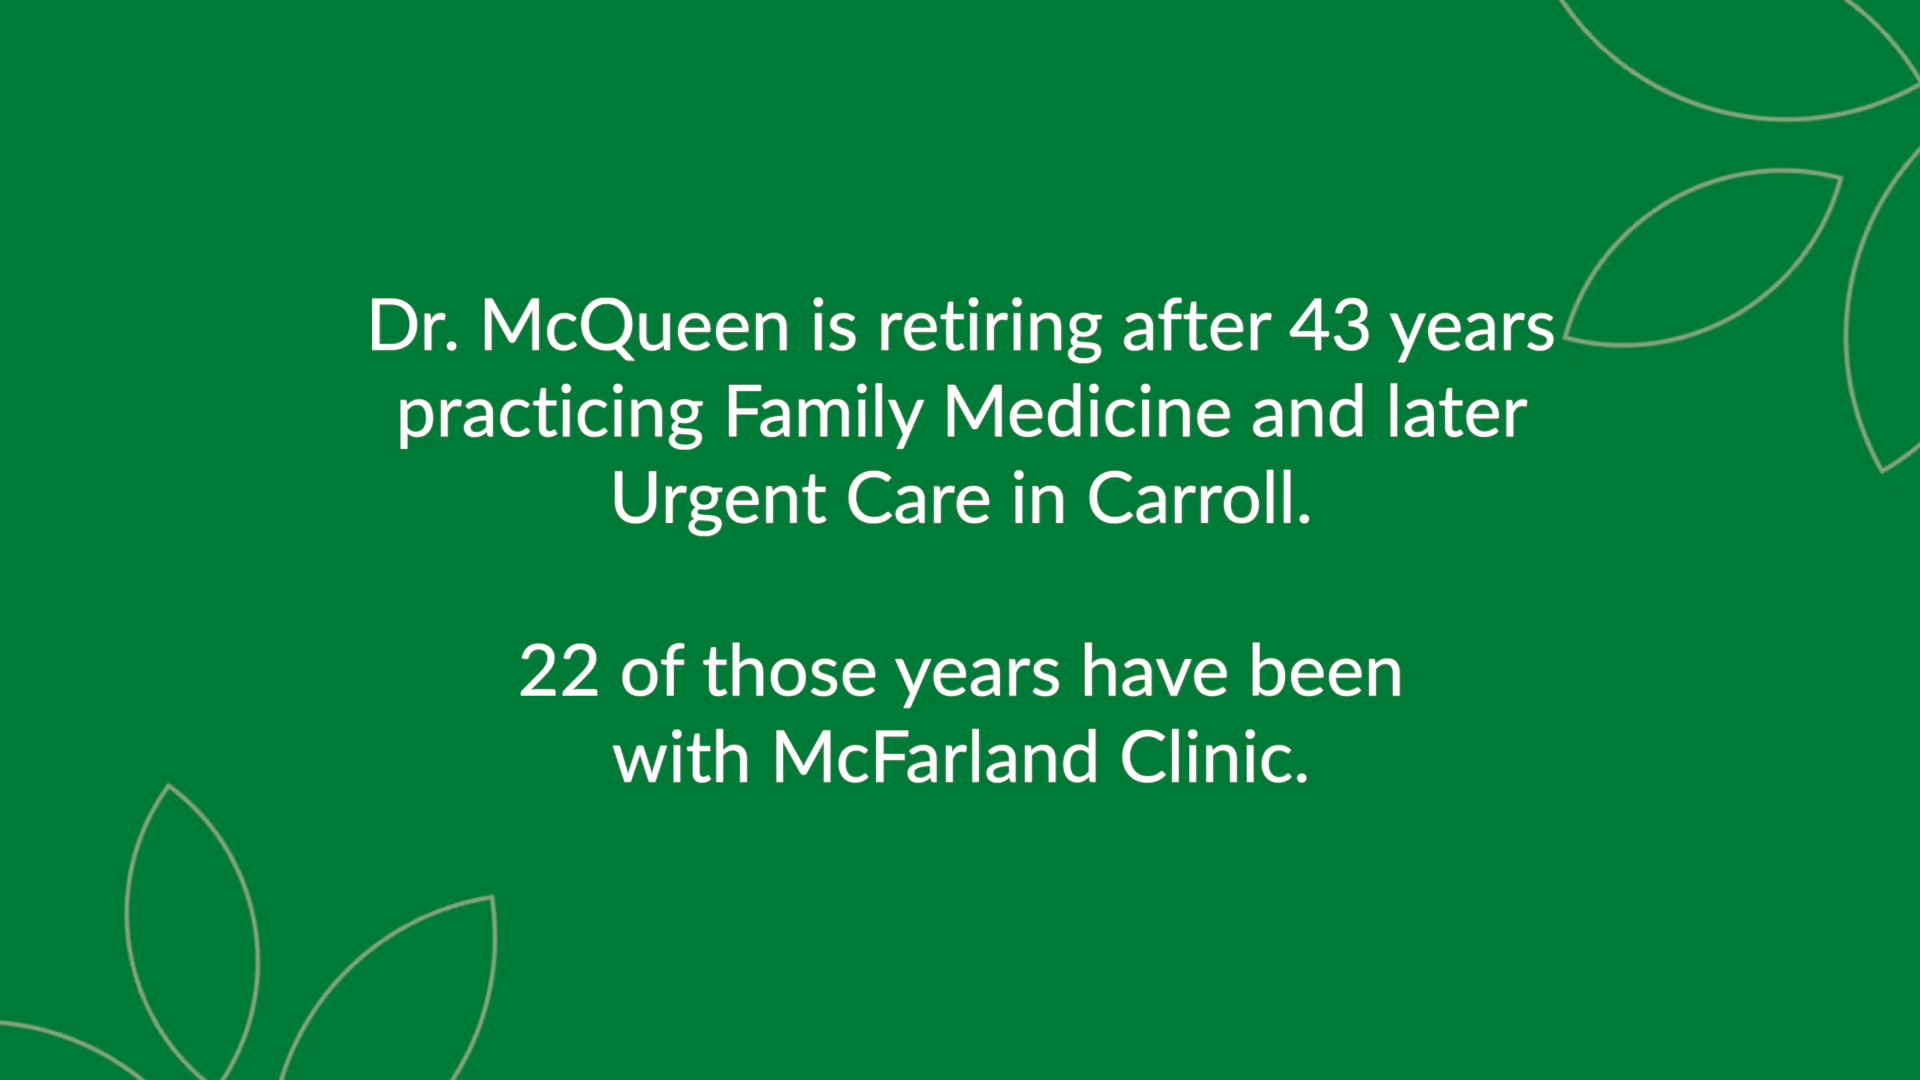 Dr. McQueen is retiring after 43 years
practicing Family Medicine and later
Urgent Care in Carroll.
22 of those years have been
with McFarland Clinic.